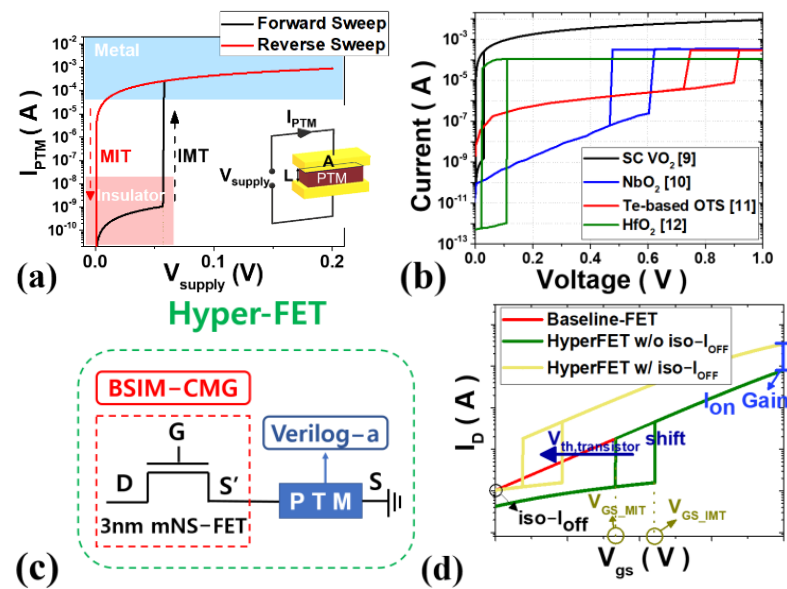 (a)
10⁻²
10⁻³
10⁻⁴
10⁻⁵
10⁻⁶
10⁻⁷
10⁻⁸
10⁻⁹
10⁻¹⁰
I_PTM ( A )
Forward Sweep
Reverse Sweep
Metal
MIT
IMT
Insulator
I_PTM
V_supply
A
L
PTM
0.0
0.1
0.2
V_supply (V)
(b)
10⁻³
10⁻⁵
10⁻⁷
10⁻⁹
10⁻¹¹
10⁻¹³
Current ( A )
SC VO₂ [9]
NbO₂ [10]
Te-based OTS [11]
HfO₂ [12]
0.0
0.2
0.4
0.6
0.8
1.0
Voltage ( V )
Hyper-FET
(c)
BSIM-CMG
Verilog-a
G
D
S'
P T M
S
3nm mNS-FET
(d)
Baseline-FET
HyperFET w/o iso-I_OFF
HyperFET w/ iso-I_OFF
I_on Gain
I_D ( A )
V_th,transistor shift
V_GS_MIT
V_GS_IMT
iso-I_off
V_gs ( V )